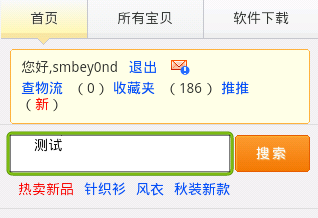 首页 所有宝贝 软件下载
您好,smbey0nd 退出
查物流 （0）收藏夹 （186）推推
（新）
测试 搜索
热卖新品 针织衫 风衣 秋装新款